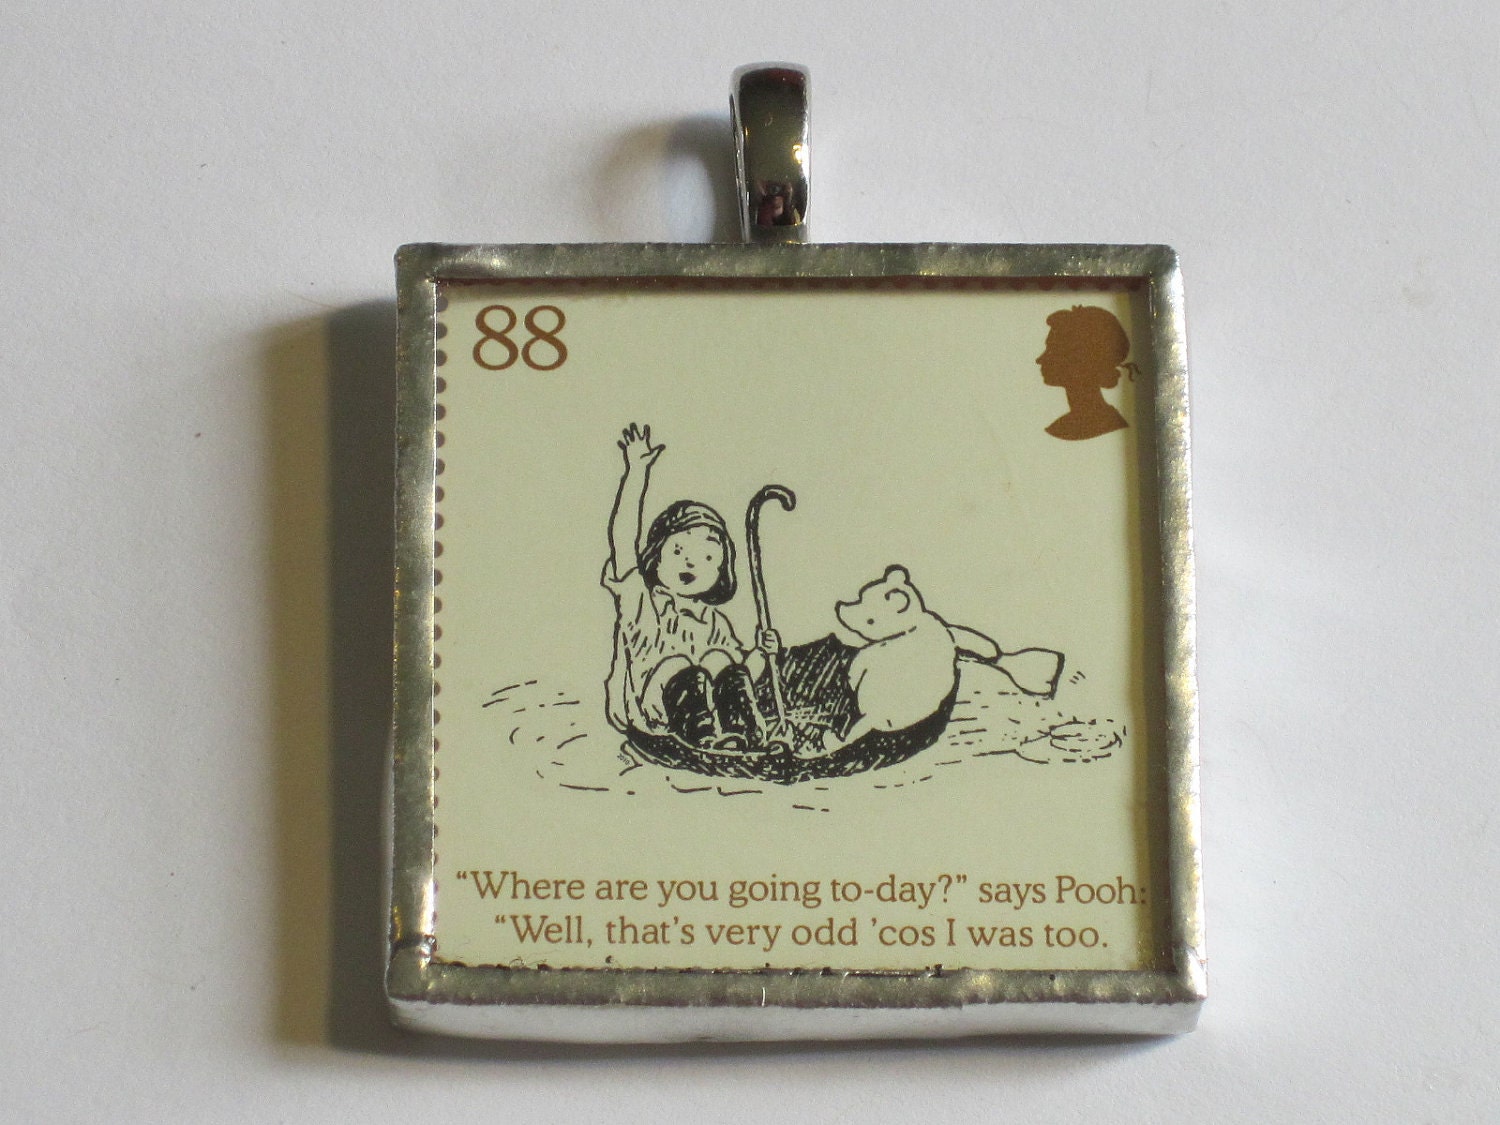 88
“Where are you going to-day?” says Pooh:
“Well, that’s very odd ’cos I was too.